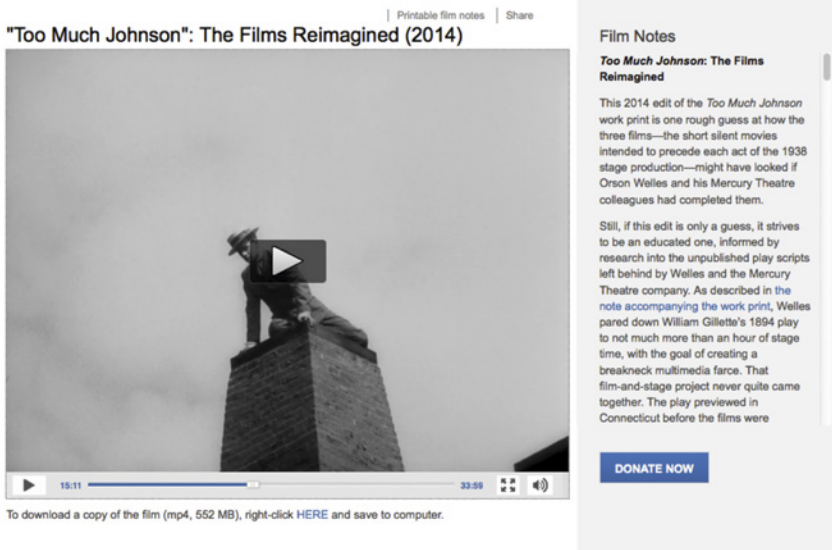 Printable film notes
Share
"Too Much Johnson": The Films Reimagined (2014)
15:11
33:59
To download a copy of the film (mp4, 552 MB), right-click HERE and save to computer.
Film Notes
Too Much Johnson: The Films
Reimagined
This 2014 edit of the Too Much Johnson
work print is one rough guess at how the
three films—the short silent movies
intended to precede each act of the 1938
stage production—might have looked if
Orson Welles and his Mercury Theatre
colleagues had completed them.
Still, if this edit is only a guess, it strives
to be an educated one, informed by
research into the unpublished play scripts
left behind by Welles and the Mercury
Theatre company. As described in the
note accompanying the work print, Welles
pared down William Gillette's 1894 play
to not much more than an hour of stage
time, with the goal of creating a
breakneck multimedia farce. That
film-and-stage project never quite came
together. The play previewed in
Connecticut before the films were
DONATE NOW